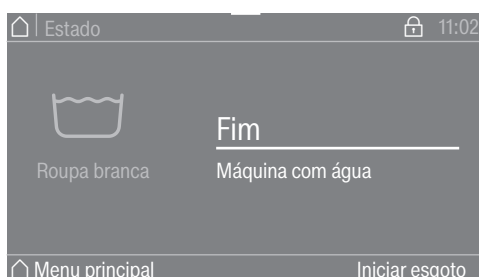 Estado 11:02
Fim
Roupa branca Máquina com água
Menu principal Iniciar esgoto